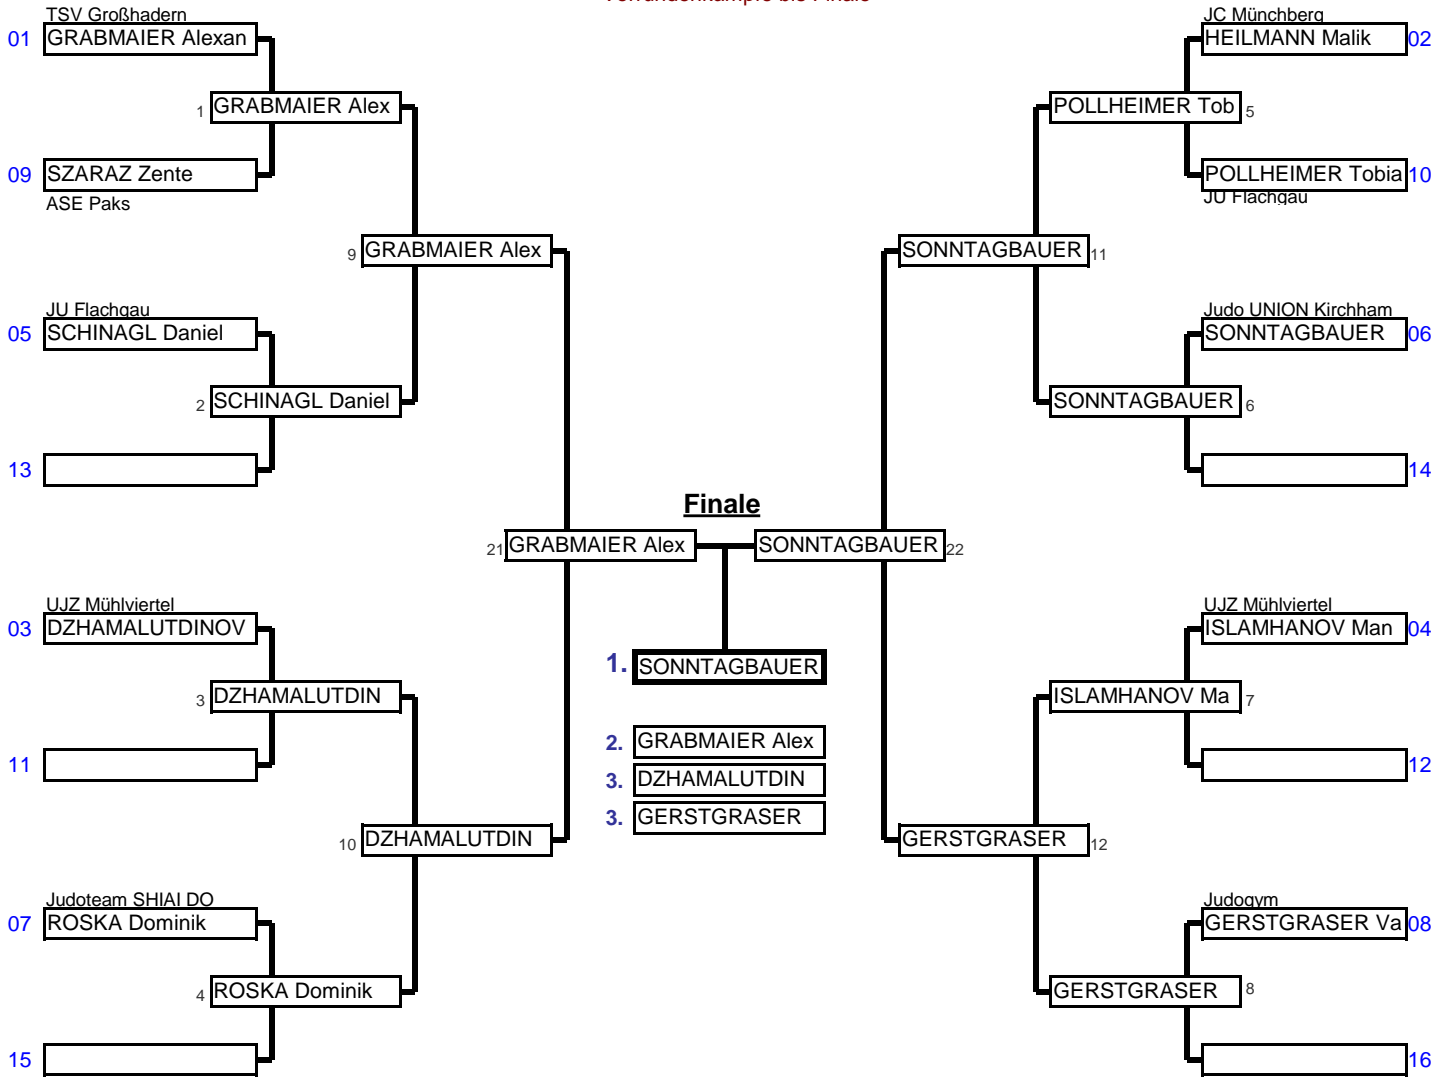 TSV Großhadern
01 GRABMAIER Alexan
1 GRABMAIER Alex
09 SZARAZ Zente
ASE Paks
9 GRABMAIER Alex
JU Flachgau
05 SCHINAGL Daniel
2 SCHINAGL Daniel
13
21 GRABMAIER Alex
UJZ Mühlviertel
03 DZHAMALUTDINOV
3 DZHAMALUTDIN
11
10 DZHAMALUTDIN
Judoteam SHIAI DO
07 ROSKA Dominik
4 ROSKA Dominik
15
Finale
1. SONNTAGBAUER
2. GRABMAIER Alex
3. DZHAMALUTDIN
3. GERSTGRASER
JC Münchberg
HEILMANN Malik 02
POLLHEIMER Tob 5
POLLHEIMER Tobia 10
JU Flachgau
SONNTAGBAUER 11
Judo UNION Kirchham
SONNTAGBAUER 06
SONNTAGBAUER 6
14
SONNTAGBAUER 22
UJZ Mühlviertel
ISLAMHANOV Man 04
ISLAMHANOV Ma 7
12
GERSTGRASER 12
Judogym
GERSTGRASER Va 08
GERSTGRASER 8
16